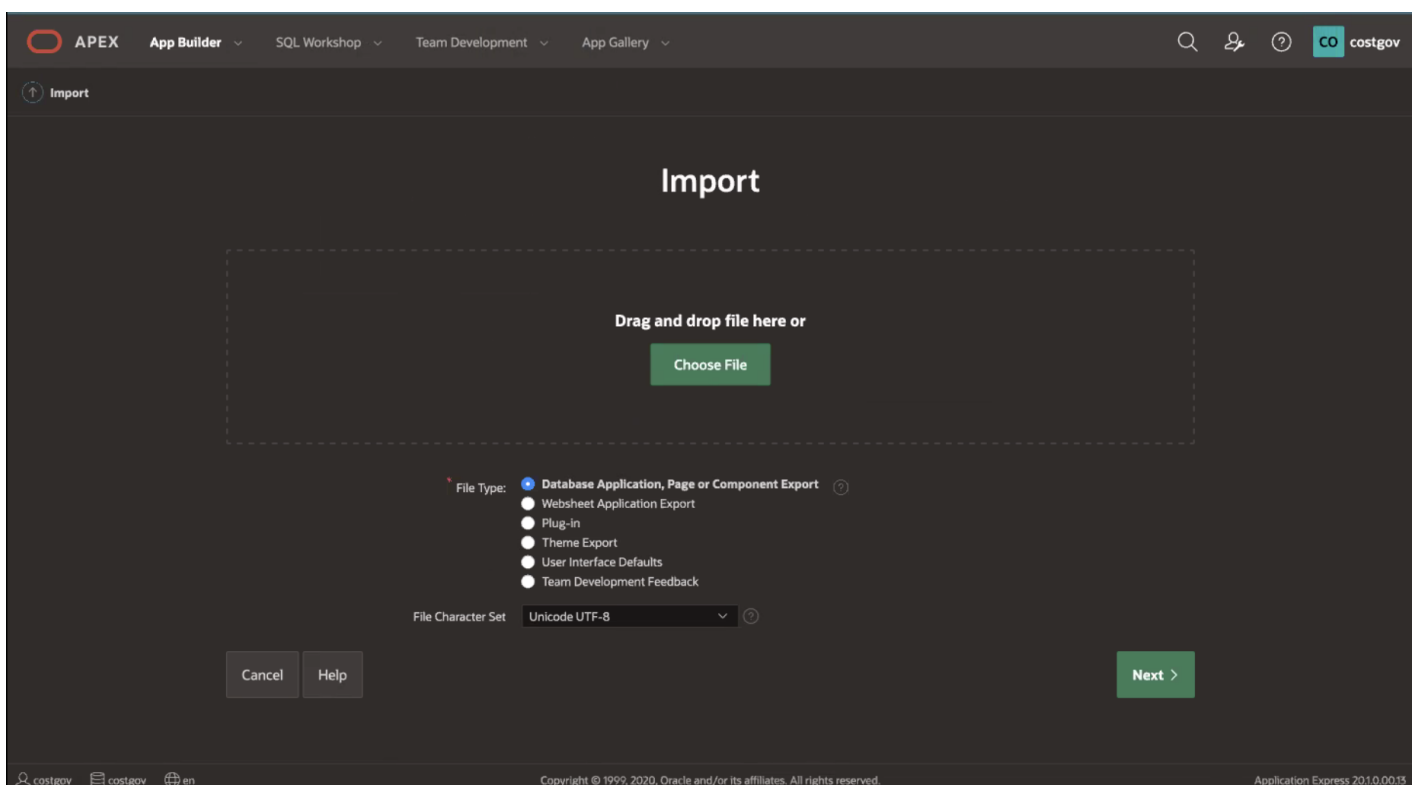 APEX App Builder SQL Workshop Team Development App Gallery CO costgov
Import
Import
Drag and drop file here or
Choose File
* File Type: Database Application, Page or Component Export ?
Websheet Application Export
Plug-in
Theme Export
User Interface Defaults
Team Development Feedback
File Character Set Unicode UTF-8 ?
Cancel Help Next >
costgov costgov en Copyright © 1999, 2020, Oracle and/or its affiliates. All rights reserved. Application Express 20.1.0.00.13